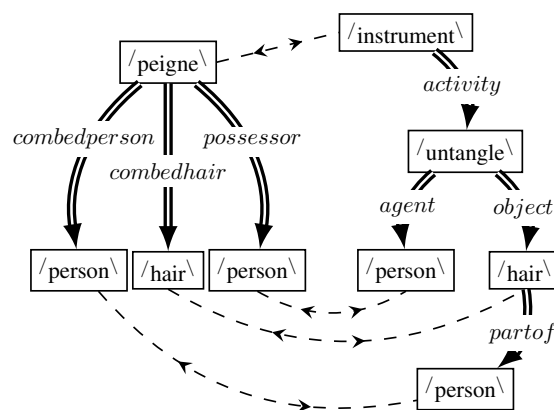 /instrument\
/peigne\
activity
combedperson
possessor
/untangle\
combedhair
agent
object
/person\
/hair\
/person\
/person\
/hair\
partof
/person\